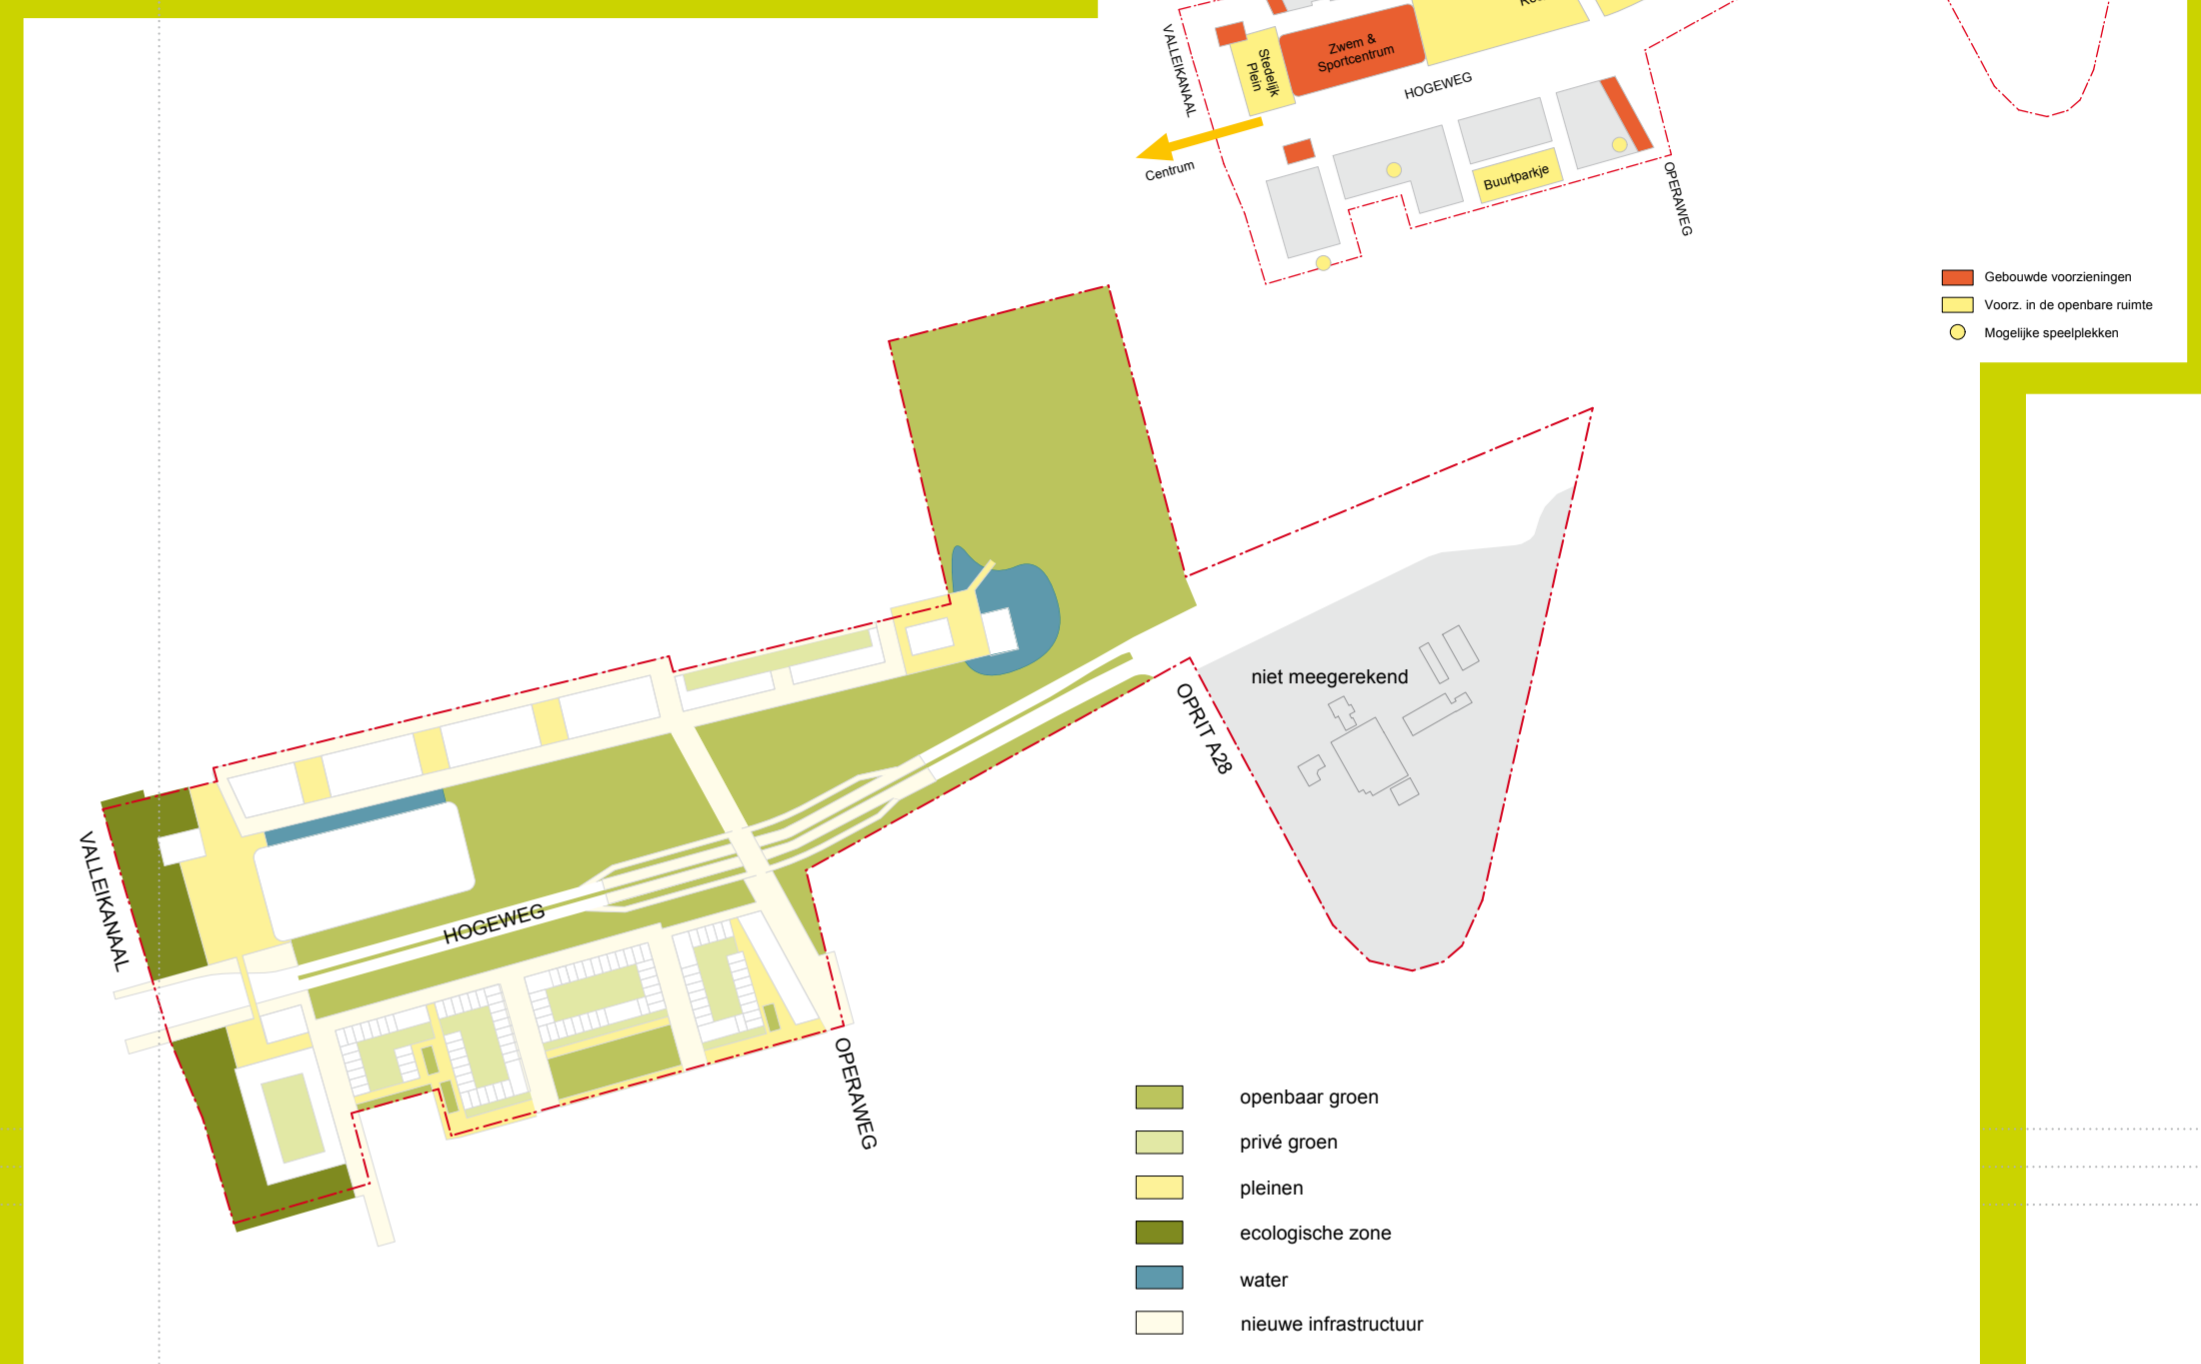 VALLEIKANAAL
Stedelijk
Plein
Zwem &
Sportcentrum
HOGEWEG
Centrum
Buurtparkje
OPERAWEG
Gebouwde voorzieningen
Voorz. in de openbare ruimte
Mogelijke speelplekken
niet meegerekend
OPRIT A28
VALLEIKANAAL
HOGEWEG
OPERAWEG
openbaar groen
privé groen
pleinen
ecologische zone
water
nieuwe infrastructuur